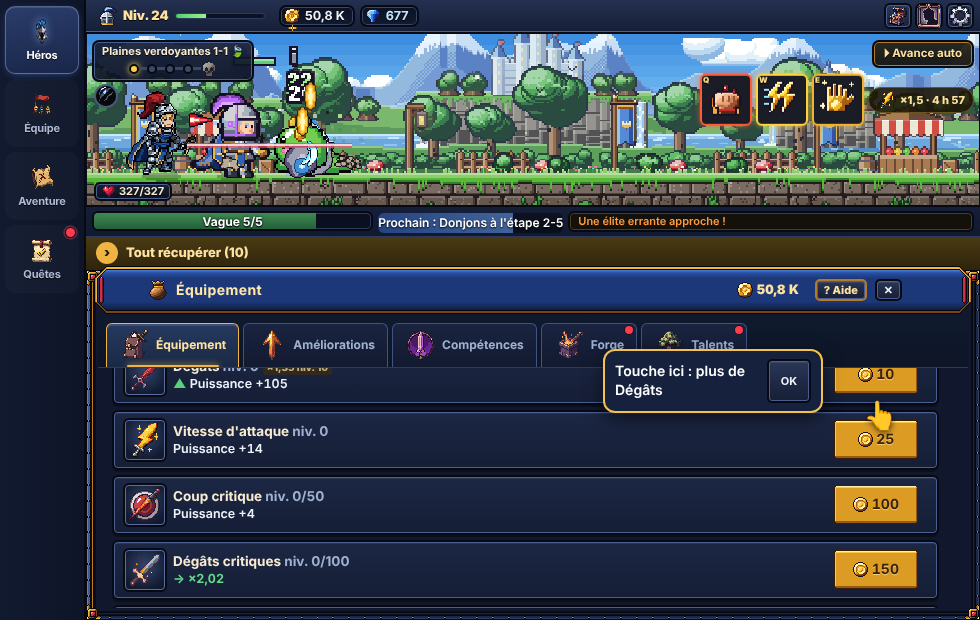 Niv. 24
50,8 K
677
Héros
Équipe
Aventure
Quêtes
Plaines verdoyantes 1-1
Avance auto
Q
W
E
×1,5 · 4 h 57
327/327
Vague 5/5
Prochain : Donjons à l'étape 2-5
Une élite errante approche !
Tout récupérer (10)
Équipement
50,8 K
? Aide
×
Équipement
Améliorations
Compétences
Forge
Talents
Touche ici : plus de
Dégâts
OK
Dégâts niv. 0
Puissance +105
10
Vitesse d'attaque niv. 0
Puissance +14
25
Coup critique niv. 0/50
Puissance +4
100
Dégâts critiques niv. 0/100
→ ×2,02
150